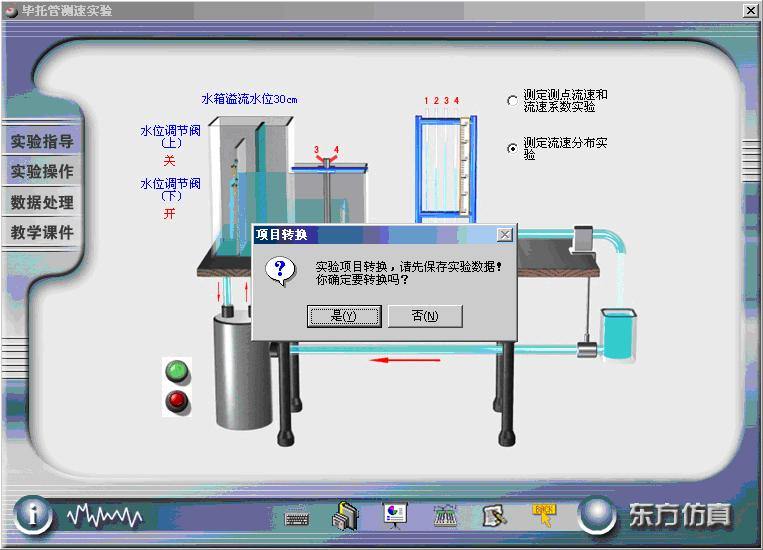 毕托管测速实验
水箱溢流水位30cm
水位调节阀
(上)
关
水位调节阀
(下)
开
3 4
1 2 3 4
测定测点流速和
流速系数实验
测定流速分布实
验
实验指导
实验操作
数据处理
教学课件
项目转换
实验项目转换，请先保存实验数据！
你确定要转换吗？
是(Y)
否(N)
i
BACK
东方仿真